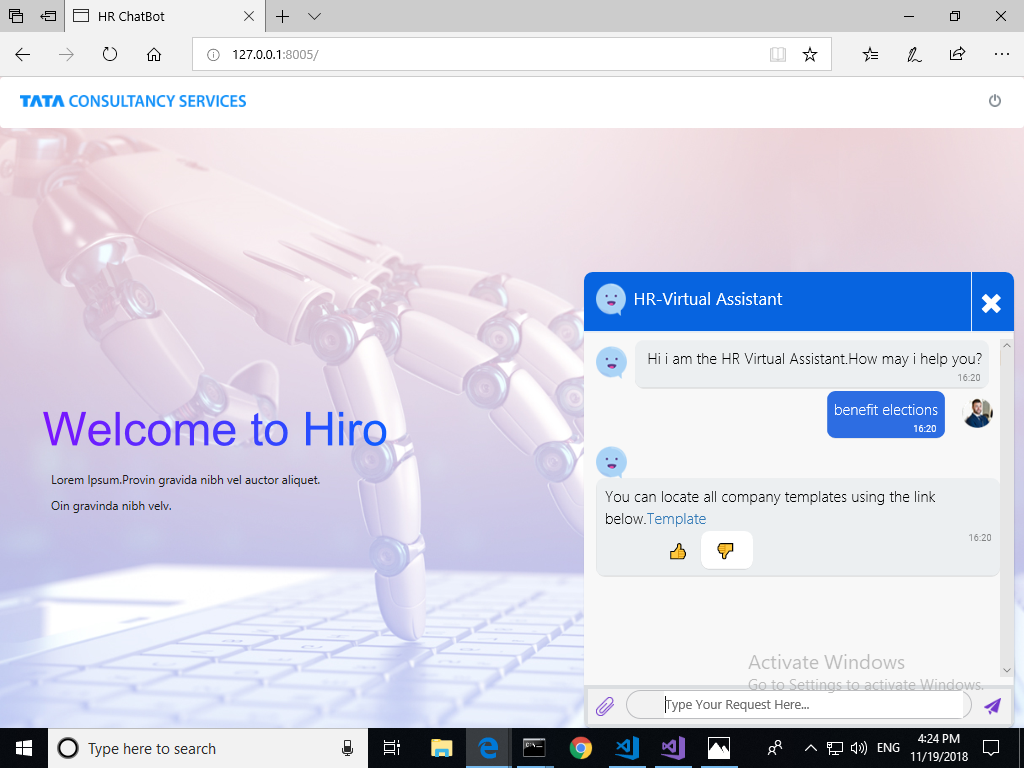 HR ChatBot
127.0.0.1:8005/
TATA CONSULTANCY SERVICES
HR-Virtual Assistant
Hi i am the HR Virtual Assistant.How may i help you?
16:20
benefit elections
16:20
You can locate all company templates using the link
below.Template
16:20
Welcome to Hiro
Lorem Ipsum.Provin gravida nibh vel auctor aliquet.
Oin gravinda nibh velv.
Activate Windows
Go to Settings to activate Windows.
Type Your Request Here...
Type here to search
ENG
4:24 PM
11/19/2018